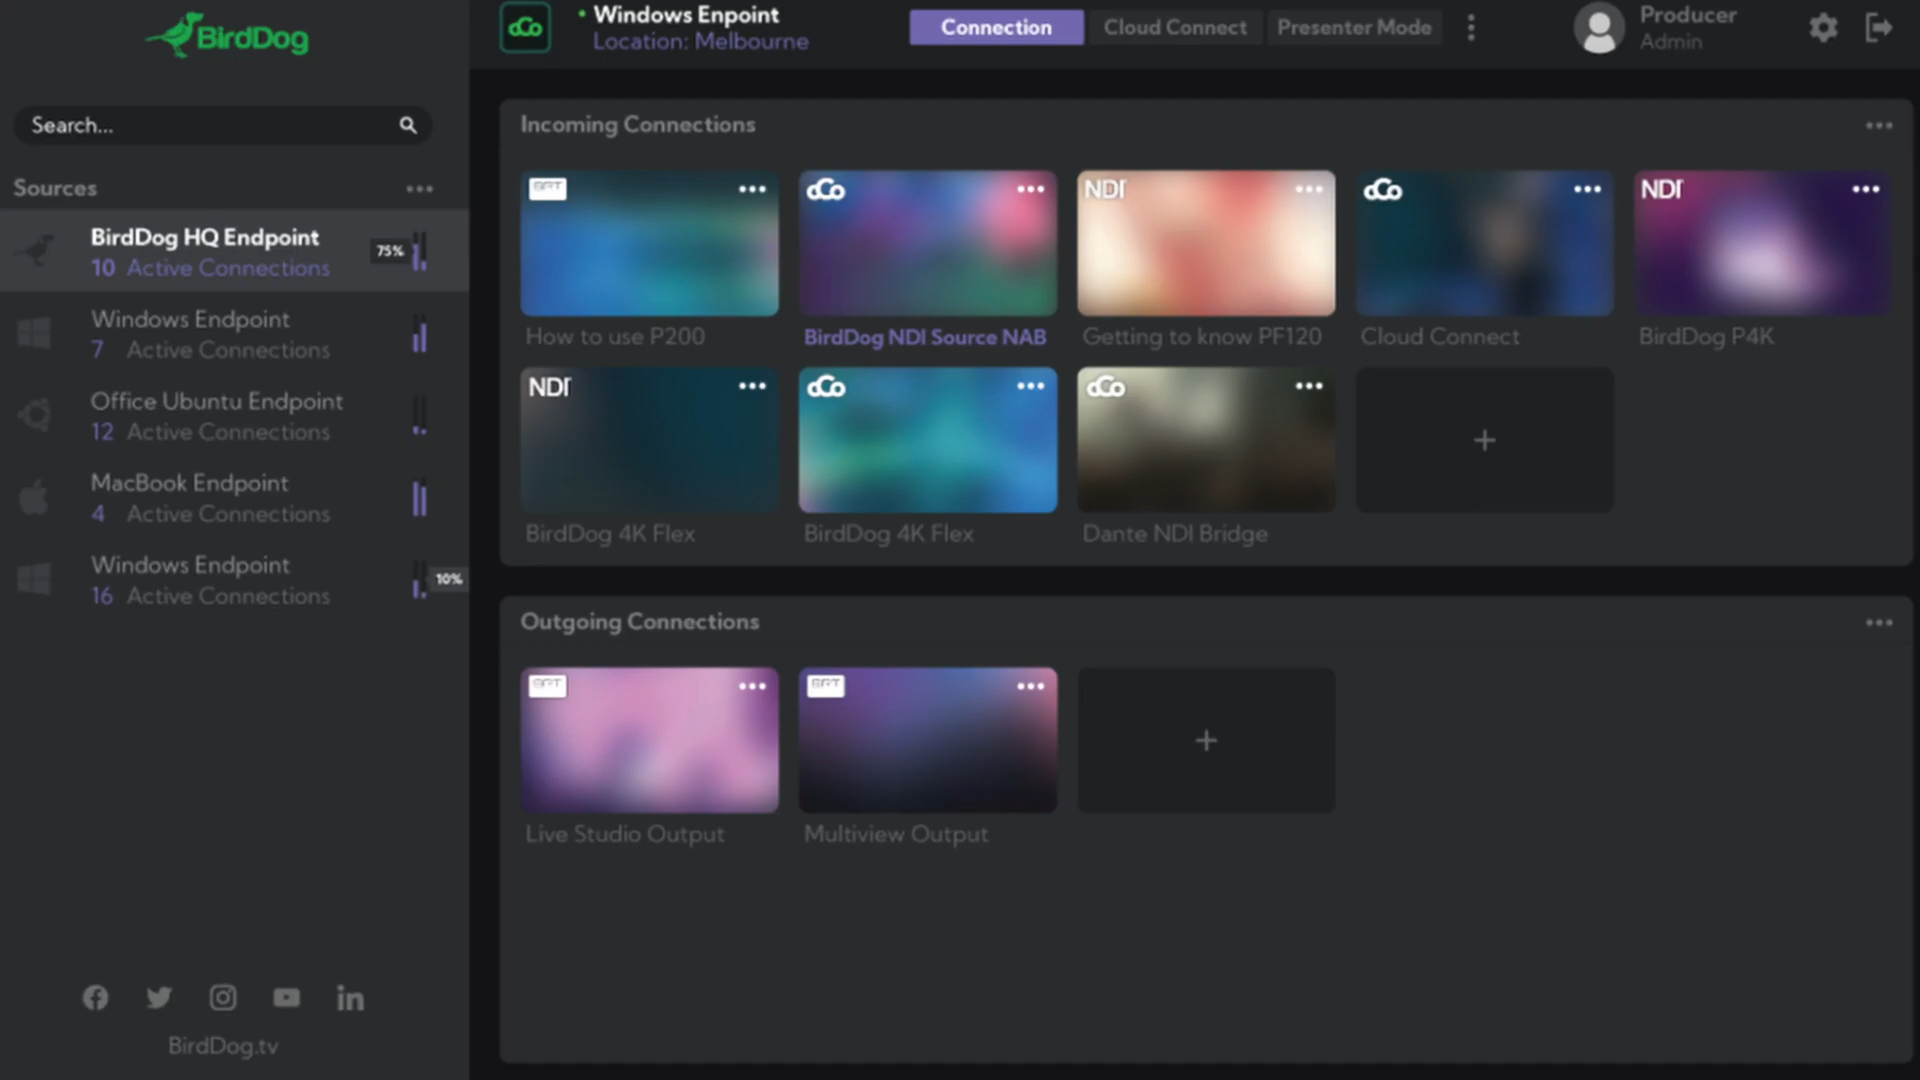 BirdDog
Search...
Sources
BirdDog HQ Endpoint
10 Active Connections
75%
Windows Endpoint
7 Active Connections
Office Ubuntu Endpoint
12 Active Connections
MacBook Endpoint
4 Active Connections
Windows Endpoint
16 Active Connections
10%
BirdDog.tv
Windows Enpoint
Location: Melbourne
Connection
Cloud Connect
Presenter Mode
Producer
Admin
Incoming Connections
How to use P200
BirdDog NDI Source NAB
NDI
Getting to know PF120
Cloud Connect
NDI
BirdDog P4K
NDI
BirdDog 4K Flex
BirdDog 4K Flex
Dante NDI Bridge
Outgoing Connections
Live Studio Output
Multiview Output